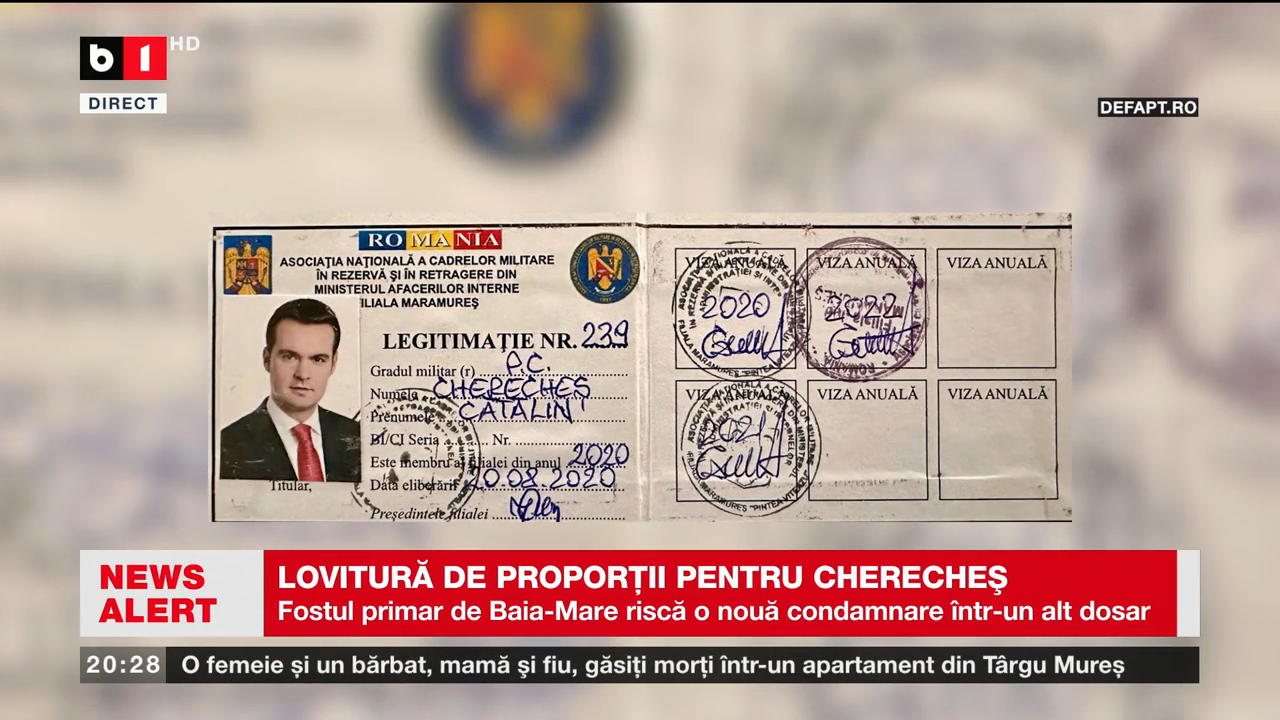 b1 HD
DIRECT
DEFAPT.RO
ROMANIA
ASOCIAȚIA NAȚIONALĂ A CADRELOR MILITARE
ÎN REZERVĂ ȘI ÎN RETRAGERE DIN
MINISTERUL AFACERILOR INTERNE
FILIALA MARAMUREȘ
LEGITIMAȚIE NR. 239
Gradul militar (r) P.C.
Numele CHERECHEȘ
Prenumele CATALIN
BI/CI Seria Nr.
Este membru al filialei din anul 2020
Data eliberării 20.08.2020
Titular,
Președintele filialei
VIZA ANUALĂ VIZA ANUALĂ VIZA ANUALĂ
2020 2022
VIZA ANUALĂ VIZA ANUALĂ VIZA ANUALĂ
2021
NEWS
ALERT
LOVITURĂ DE PROPORȚII PENTRU CHERECHEŞ
Fostul primar de Baia-Mare riscă o nouă condamnare într-un alt dosar
20:28 O femeie și un bărbat, mamă şi fiu, găsiți morți într-un apartament din Târgu Mureș